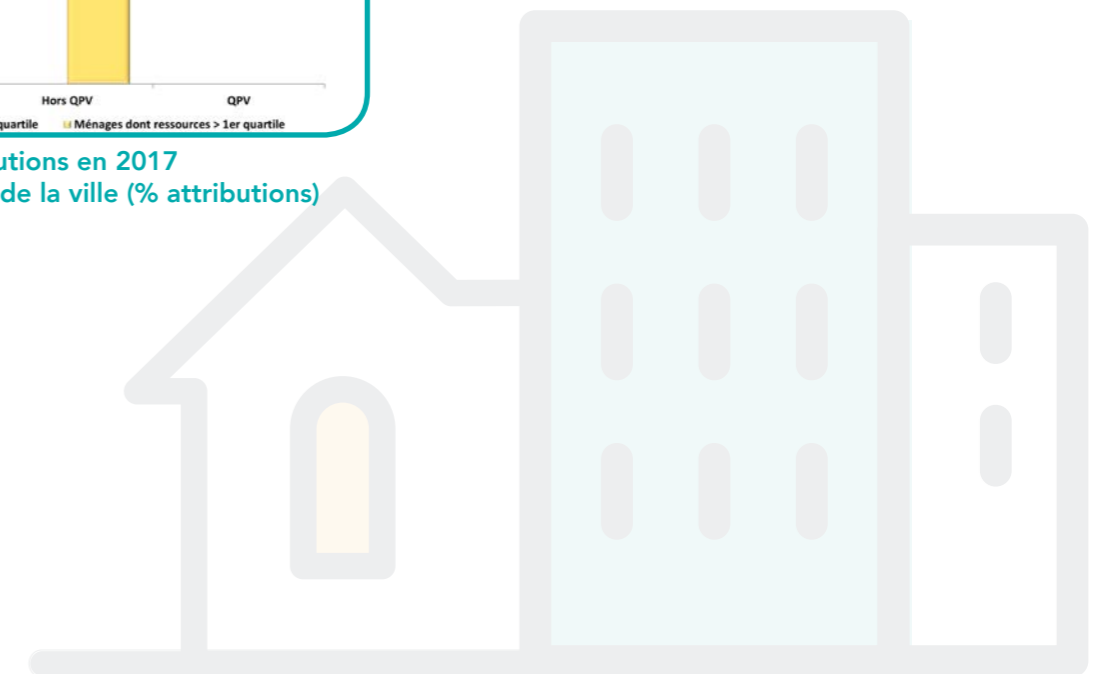 Hors QPV QPV
quartile Ménages dont ressources > 1er quartile
utions en 2017
de la ville (% attributions)